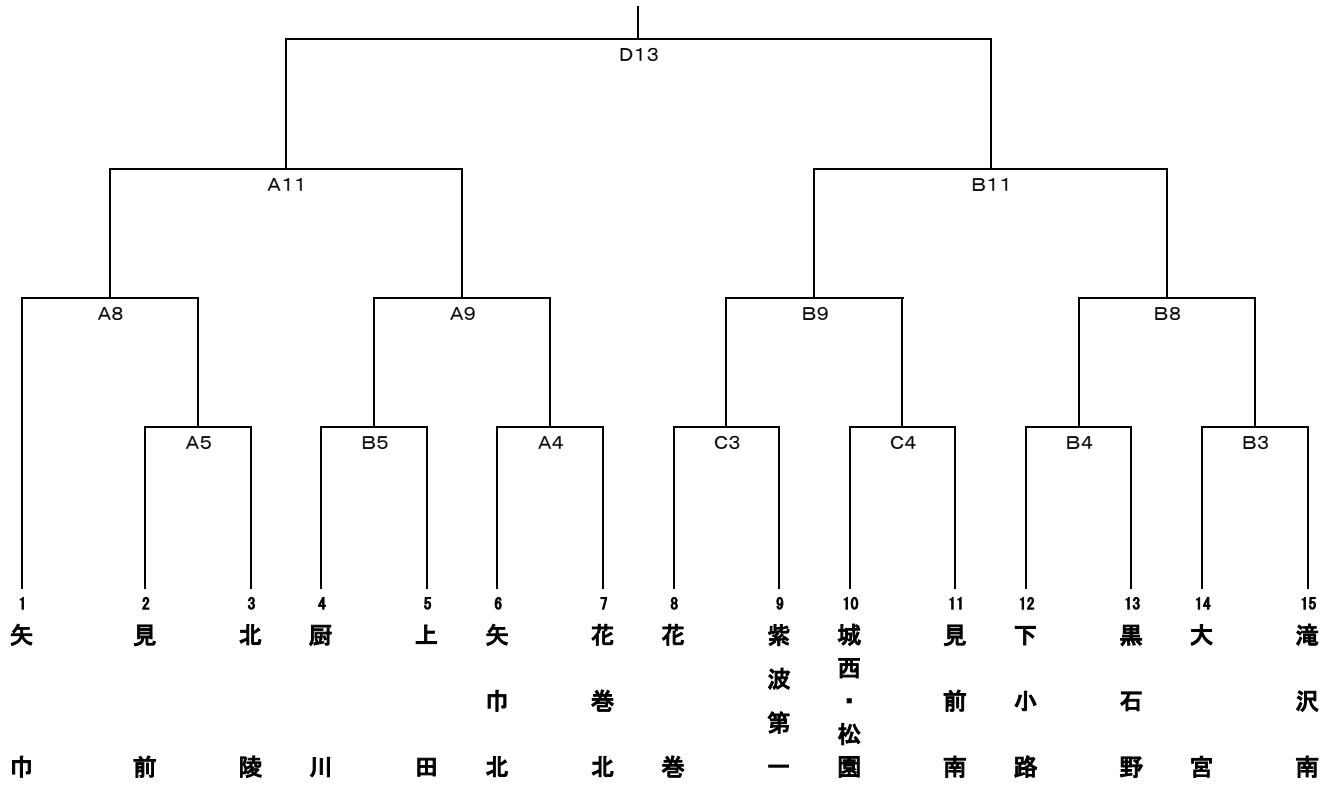 D13
A11
B11
A8
A9
B9
B8
A5
B5
A4
C3
C4
B4
B3
1
矢巾
2
見前
3
北陵
4
厨川
5
上田
6
矢巾北
7
花巻北
8
花巻
9
紫波第一
10
城西・松園
11
見前南
12
下小路
13
黒石野
14
大宮
15
滝沢南